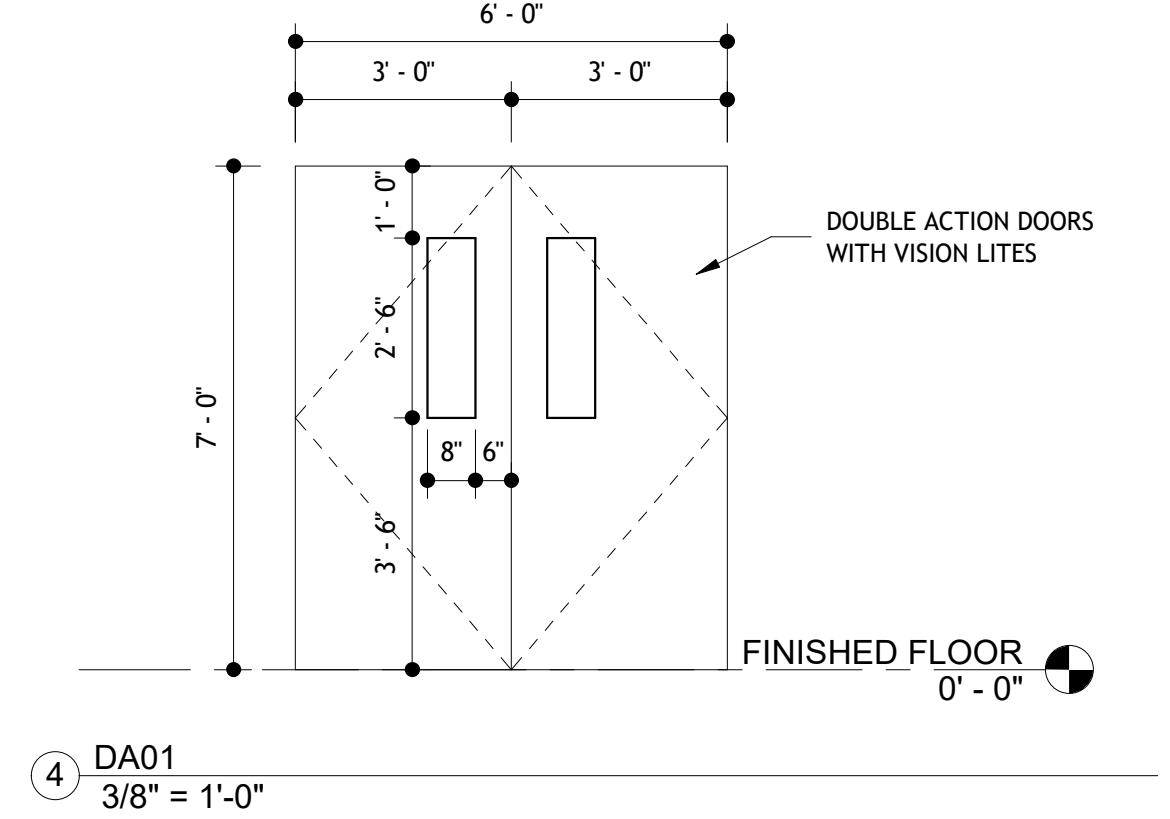 6' - 0"
3' - 0"
3' - 0"
1' - 0"
DOUBLE ACTION DOORS
WITH VISION LITES
2' - 6"
7' - 0"
8"
6"
3' - 6"
FINISHED FLOOR
0' - 0"
4
DA01
3/8" = 1'-0"